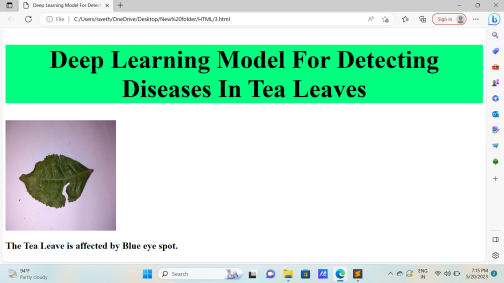 Deep Learning Model For Detec
File
C:/Users/sweth/OneDrive/Desktop/New%20folder/HTML/3.html
Sign in
Deep Learning Model For Detecting
Diseases In Tea Leaves
The Tea Leave is affected by Blue eye spot.
94°F
Partly cloudy
Search
ENG
IN
7:15 PM
5/20/2023